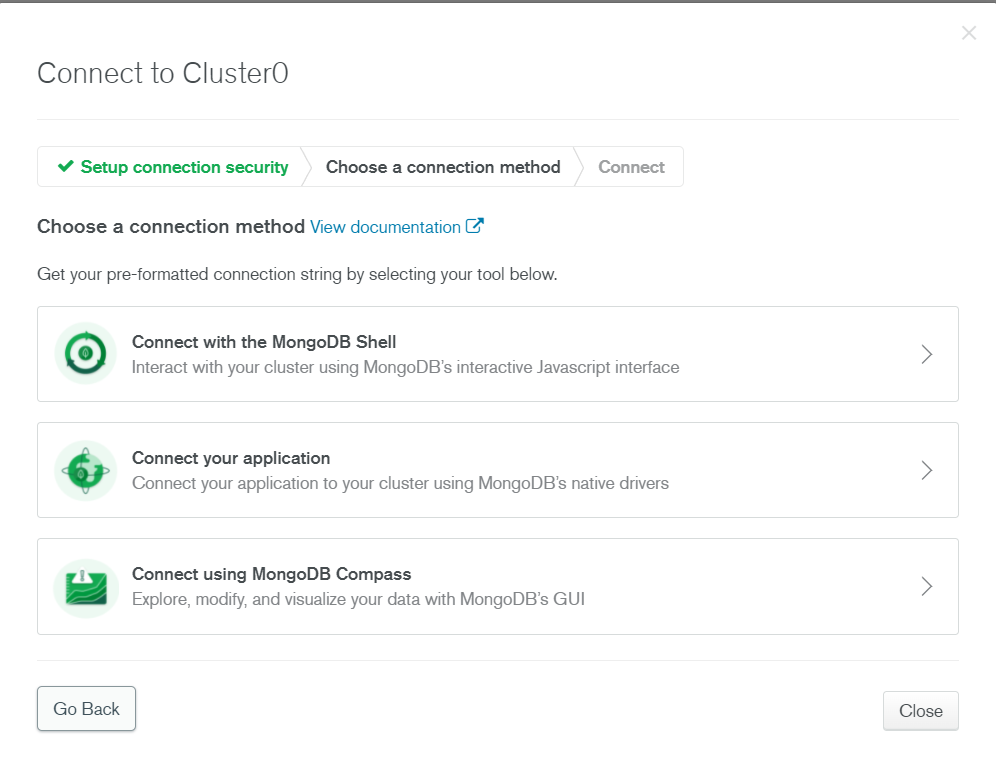 Connect to Cluster0
Setup connection security
Choose a connection method
Connect
Choose a connection method View documentation
Get your pre-formatted connection string by selecting your tool below.
Connect with the MongoDB Shell
Interact with your cluster using MongoDB's interactive Javascript interface
Connect your application
Connect your application to your cluster using MongoDB's native drivers
Connect using MongoDB Compass
Explore, modify, and visualize your data with MongoDB's GUI
Go Back
Close